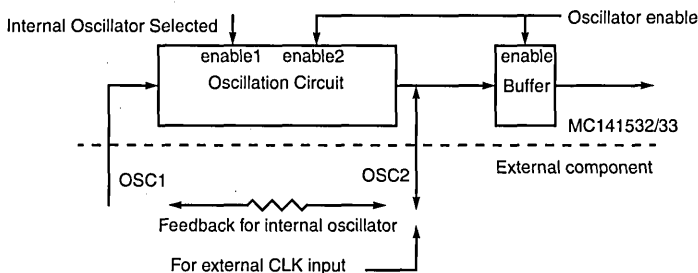 Internal Oscillator Selected
Oscillator enable
enable1 enable2
enable
Oscillation Circuit
Buffer
MC141532/33
External component
OSC1
OSC2
Feedback for internal oscillator
For external CLK input